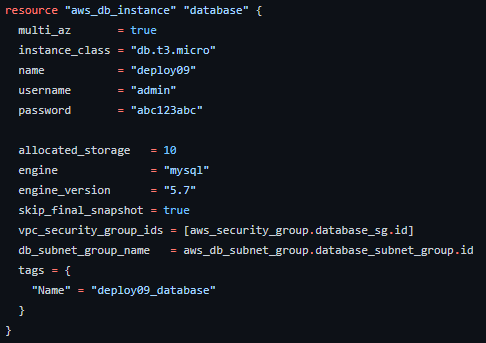 resource "aws_db_instance" "database" {
  multi_az       = true
  instance_class = "db.t3.micro"
  name           = "deploy09"
  username       = "admin"
  password       = "abc123abc"

  allocated_storage   = 10
  engine              = "mysql"
  engine_version      = "5.7"
  skip_final_snapshot = true
  vpc_security_group_ids = [aws_security_group.database_sg.id]
  db_subnet_group_name   = aws_db_subnet_group.database_subnet_group.id
  tags = {
    "Name" = "deploy09_database"
  }
}